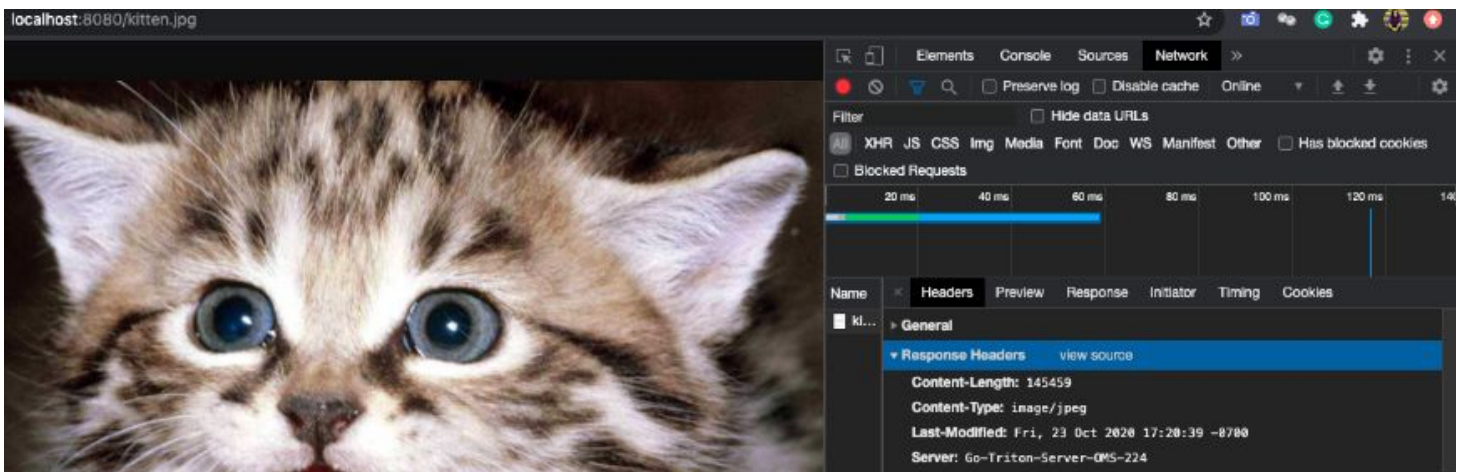 localhost:8080/kitten.jpg
Elements Console Sources Network »
Preserve log Disable cache Online
Filter Hide data URLs
All XHR JS CSS Img Media Font Doc WS Manifest Other Has blocked cookies
Blocked Requests
20 ms 40 ms 60 ms 80 ms 100 ms 120 ms 140
Name × Headers Preview Response Initiator Timing Cookies
ki... General
Response Headers view source
Content-Length: 145459
Content-Type: image/jpeg
Last-Modified: Fri, 23 Oct 2020 17:20:39 -0700
Server: Go-Triton-Server-OMS-224